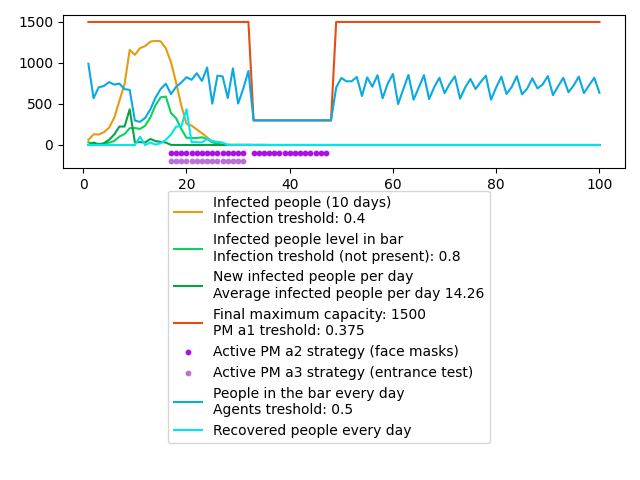 1500
1000
500
0
0 20 40 60 80 100
Infected people (10 days)
Infection treshold: 0.4
Infected people level in bar
Infection treshold (not present): 0.8
New infected people per day
Average infected people per day 14.26
Final maximum capacity: 1500
PM a1 treshold: 0.375
Active PM a2 strategy (face masks)
Active PM a3 strategy (entrance test)
People in the bar every day
Agents treshold: 0.5
Recovered people every day